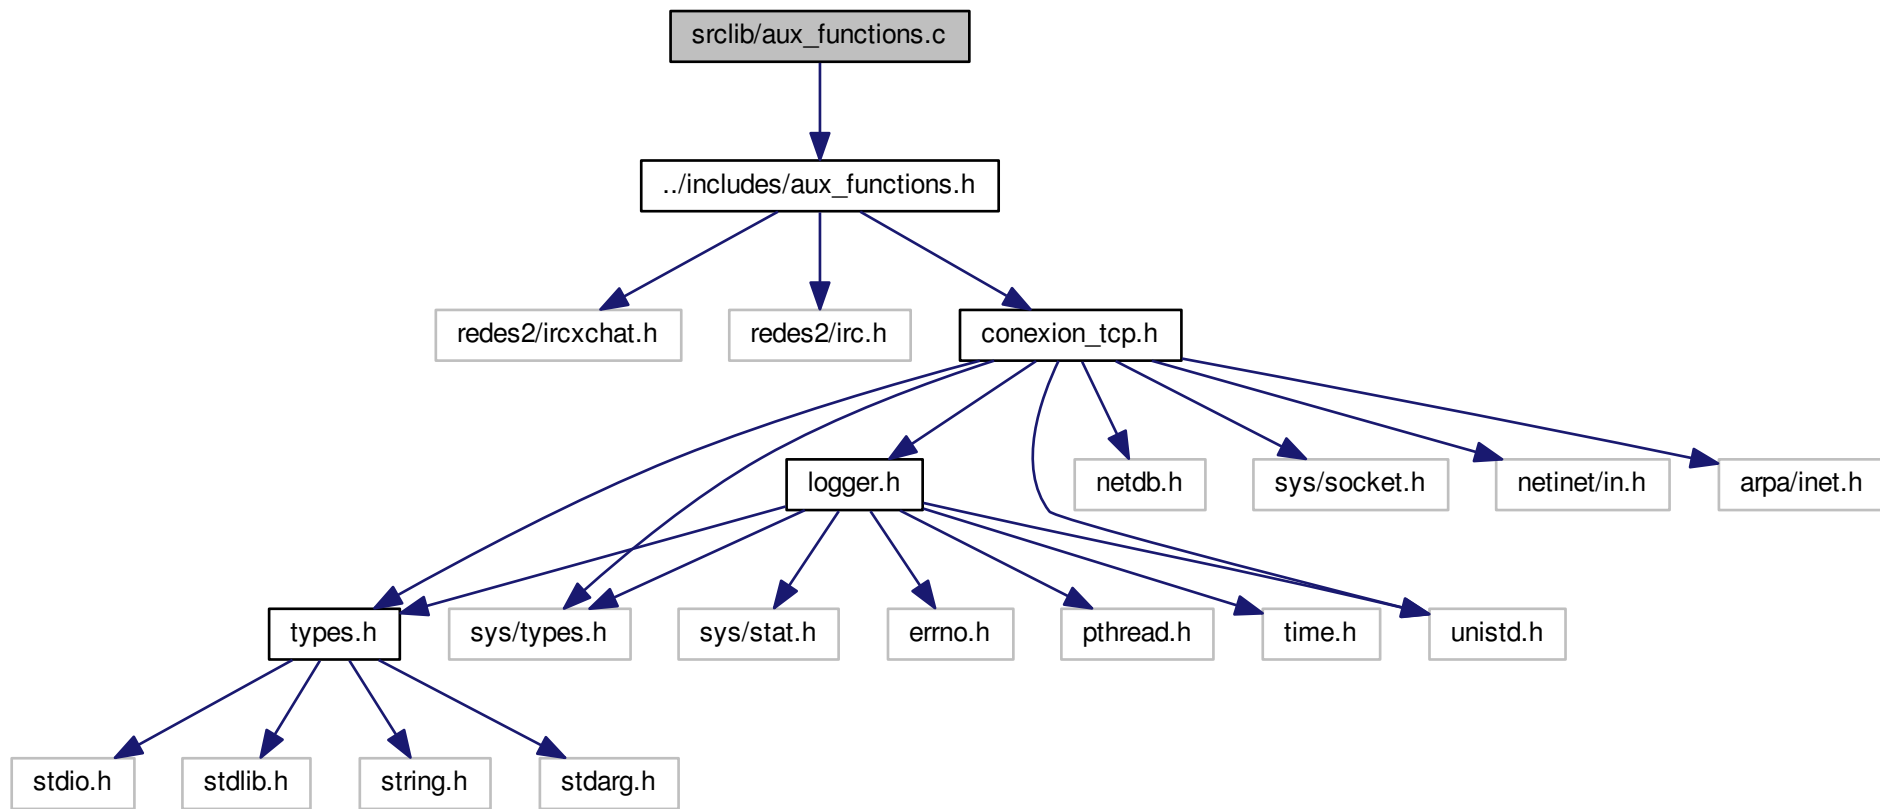 srclib/aux_functions.c
../includes/aux_functions.h
redes2/ircxchat.h
redes2/irc.h
conexion_tcp.h
logger.h
netdb.h
sys/socket.h
netinet/in.h
arpa/inet.h
types.h
sys/types.h
sys/stat.h
errno.h
pthread.h
time.h
unistd.h
stdio.h
stdlib.h
string.h
stdarg.h